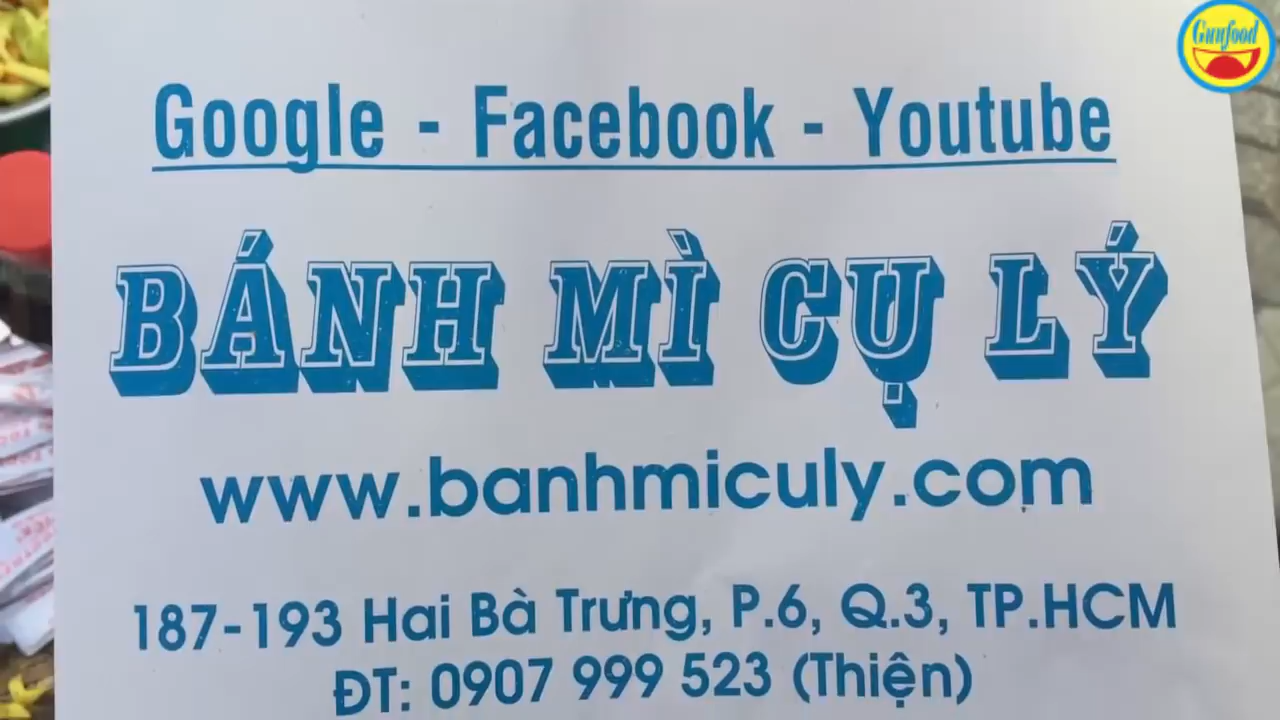 Gunfood
Google - Facebook - Youtube
BÁNH MÌ CỤ LÝ
www.banhmiculy.com
187-193 Hai Bà Trưng, P.6, Q.3, TP.HCM
ĐT: 0907 999 523 (Thiện)